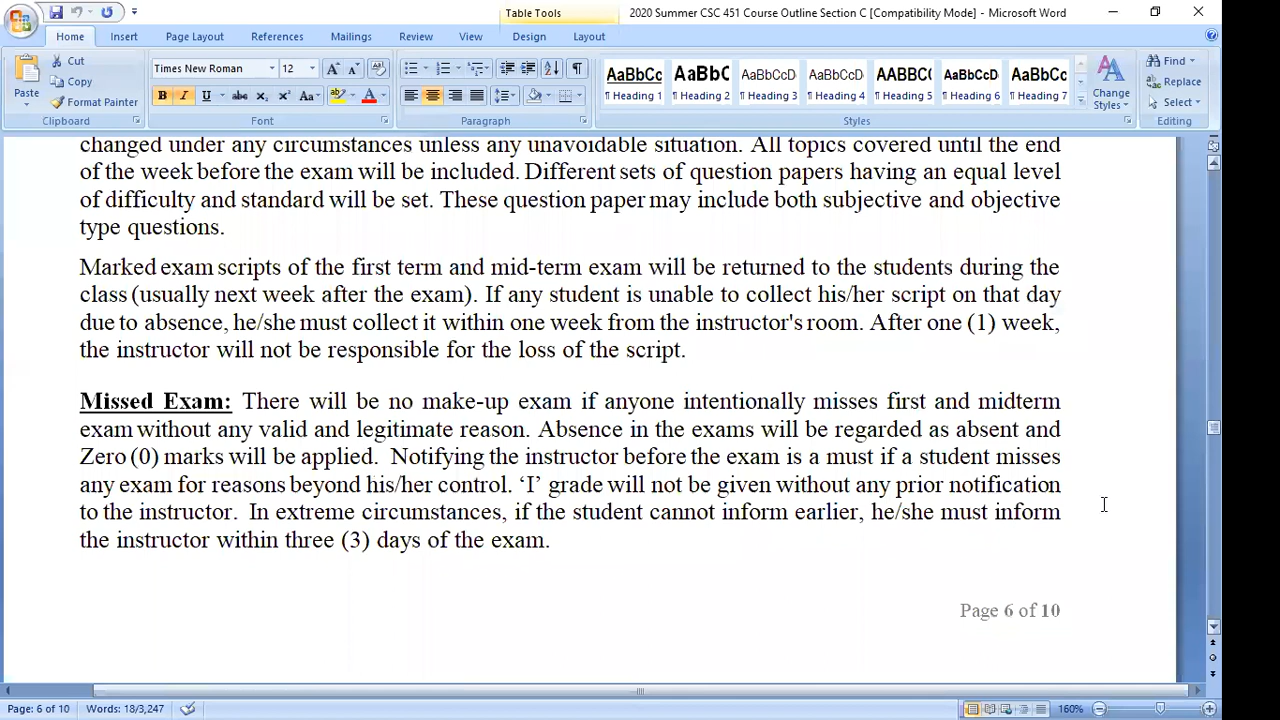 2020 Summer CSC 451 Course Outline Section C [Compatibility Mode] - Microsoft Word
Table Tools
Home Insert Page Layout References Mailings Review View Design Layout
Paste
Cut
Copy
Format Painter
Clipboard
Times New Roman 12
B I U abc x₂ x² Aa A
Font
Paragraph
AaBbCc AaBbC AaBbCcD AaBbCcD AABBC( AaBbCcD AaBbCc
¶ Heading 1 ¶ Heading 2 ¶ Heading 3 ¶ Heading 4 ¶ Heading 5 ¶ Heading 6 ¶ Heading 7
Change Styles
Styles
Find
Replace
Select
Editing
changed under any circumstances unless any unavoidable situation. All topics covered until the end
of the week before the exam will be included. Different sets of question papers having an equal level
of difficulty and standard will be set. These question paper may include both subjective and objective
type questions.
Marked exam scripts of the first term and mid-term exam will be returned to the students during the
class (usually next week after the exam). If any student is unable to collect his/her script on that day
due to absence, he/she must collect it within one week from the instructor's room. After one (1) week,
the instructor will not be responsible for the loss of the script.
Missed Exam: There will be no make-up exam if anyone intentionally misses first and midterm
exam without any valid and legitimate reason. Absence in the exams will be regarded as absent and
Zero (0) marks will be applied. Notifying the instructor before the exam is a must if a student misses
any exam for reasons beyond his/her control. ‘I’ grade will not be given without any prior notification
to the instructor. In extreme circumstances, if the student cannot inform earlier, he/she must inform
the instructor within three (3) days of the exam.
Page 6 of 10
Page: 6 of 10 Words: 18/3,247 160%